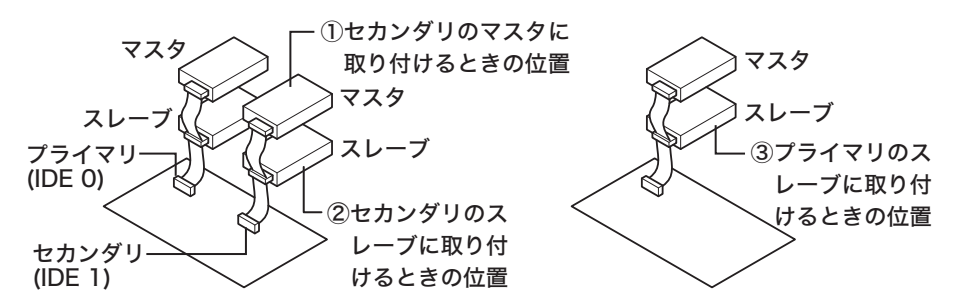 マスタ
①セカンダリのマスタに
取り付けるときの位置
マスタ
スレーブ
スレーブ
プライマリ
(IDE 0)
②セカンダリのス
レーブに取り付
けるときの位置
セカンダリ
(IDE 1)
マスタ
スレーブ
③プライマリのス
レーブに取り付
けるときの位置